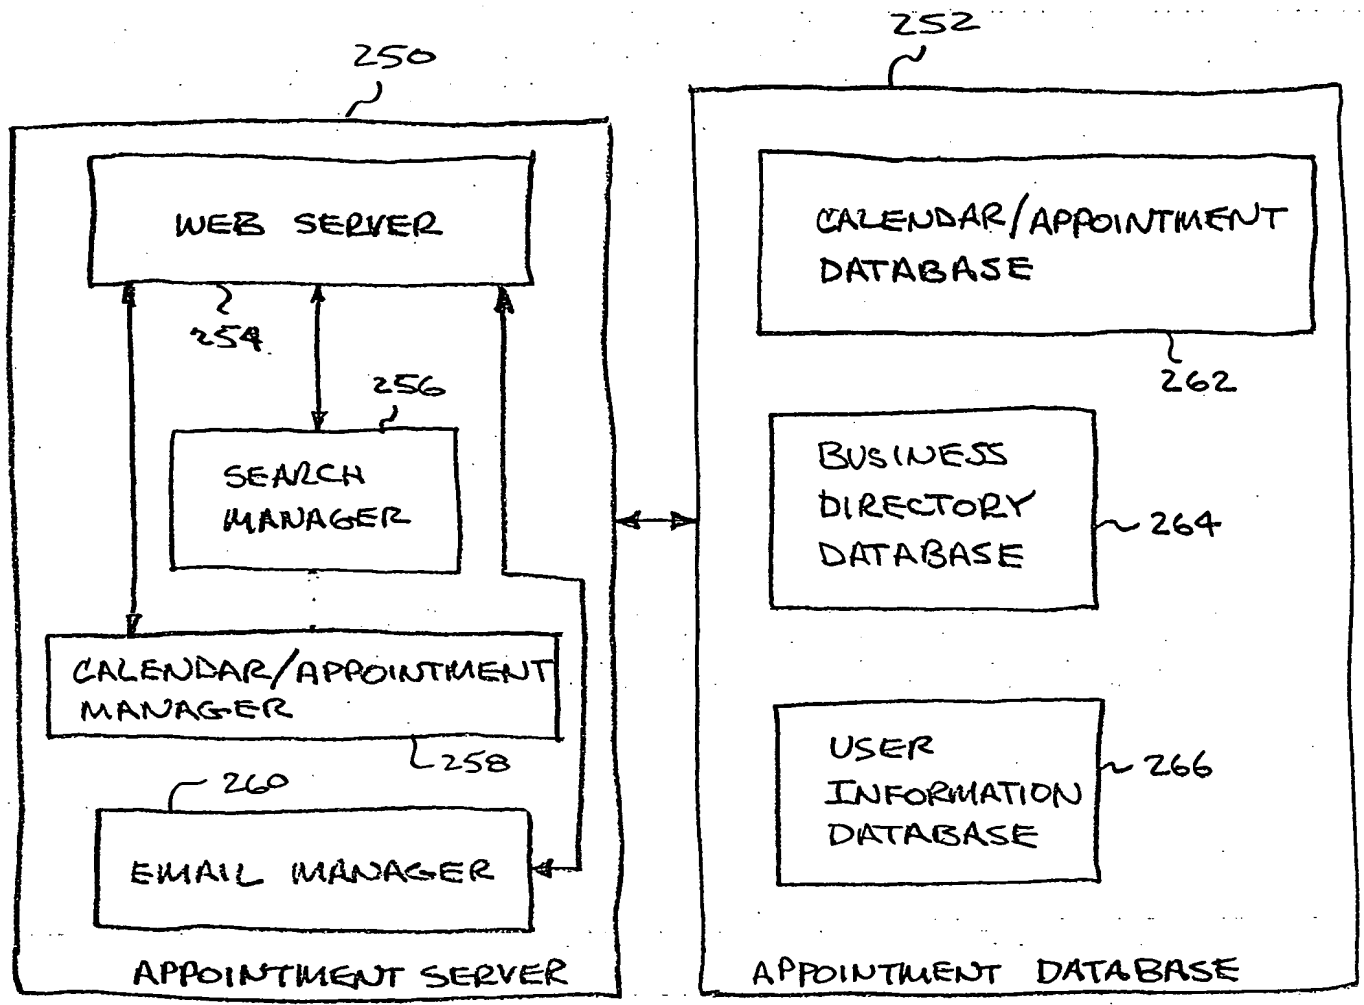 250
WEB SERVER
254
256
SEARCH
MANAGER
CALENDAR/APPOINTMENT
MANAGER
258
260
EMAIL MANAGER
APPOINTMENT SERVER
252
CALENDAR/APPOINTMENT
DATABASE
262
BUSINESS
DIRECTORY
DATABASE
264
USER
INFORMATION
DATABASE
266
APPOINTMENT DATABASE